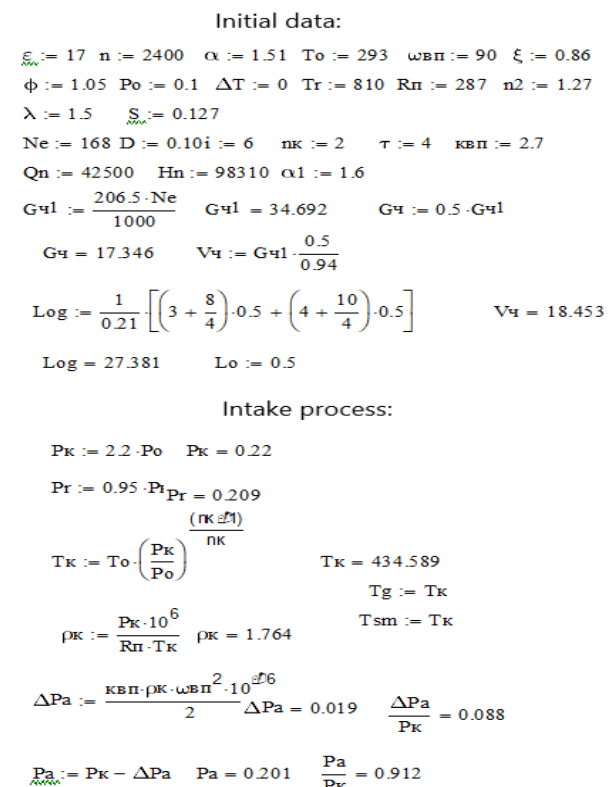 Initial data:
ε := 17 n := 2400 α := 1.51 To := 293 ωвп := 90 ξ := 0.86
ϕ := 1.05 Po := 0.1 ΔT := 0 Tr := 810 Rп := 287 n2 := 1.27
λ := 1.5 S := 0.127
Ne := 168 D := 0.10i := 6 пк := 2 τ := 4 квп := 2.7
Qn := 42500 Hn := 98310 α1 := 1.6
Gч1 := 206.5·Ne / 1000 Gч1 = 34.692 Gч := 0.5·Gч1
Gч = 17.346 Vч := Gч1· 0.5 / 0.94
Log := 1 / 0.21 ·[(3 + 8/4)·0.5 + (4 + 10/4)·0.5] Vч = 18.453
Log = 27.381 Lo := 0.5
Intake process:
Pк := 2.2·Po Pк = 0.22
Pr := 0.95· Pr = 0.209
Tк := To·(Pк / Po)^((пк 1) / пк) Tк = 434.589
Tg := Tк
ρк := Pк·10^6 / Rп·Tк ρк = 1.764 Tsm := Tк
ΔPa := квп·ρк·ωвп^2·10^6 / 2 ΔPa = 0.019 ΔPa / Pк = 0.088
Pa := Pк − ΔPa Pa = 0.201 Pa / Pк = 0.912